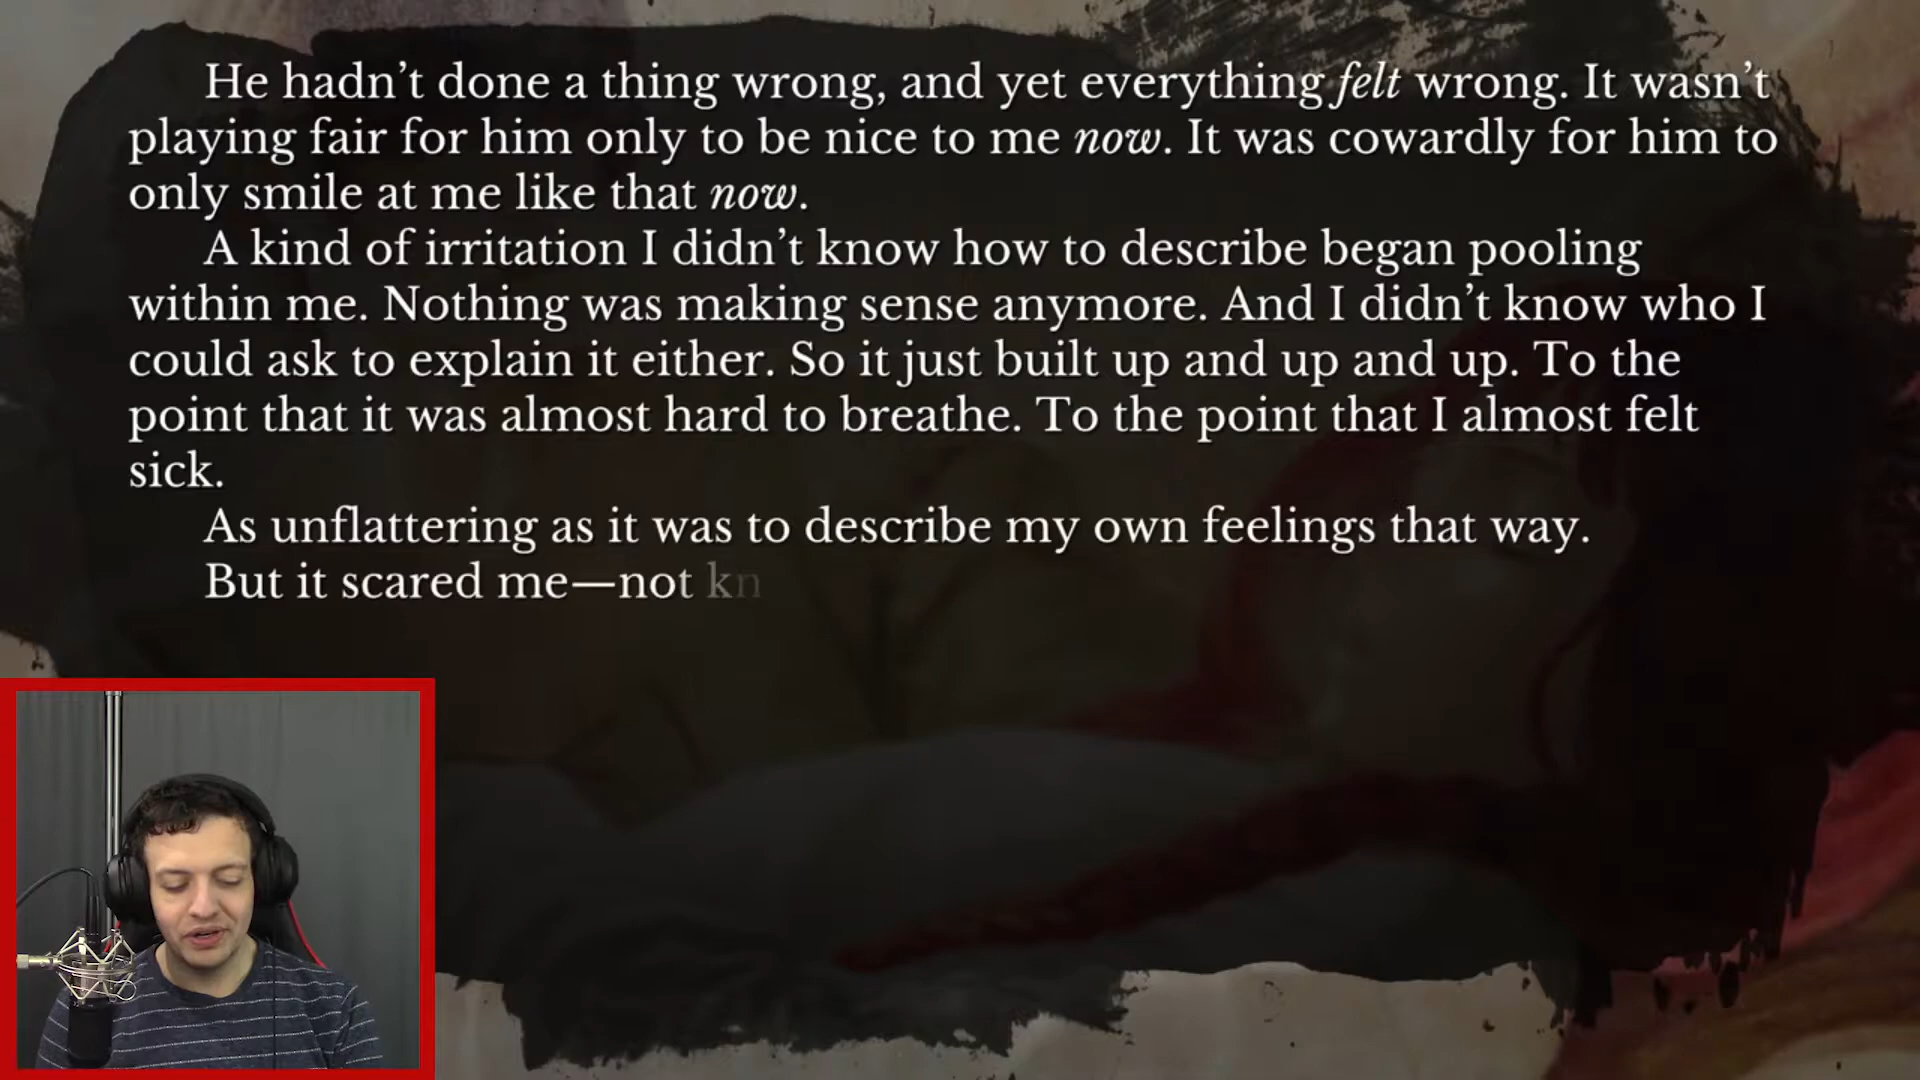 He hadn’t done a thing wrong, and yet everything felt wrong. It wasn’t
playing fair for him only to be nice to me now. It was cowardly for him to
only smile at me like that now.
A kind of irritation I didn’t know how to describe began pooling
within me. Nothing was making sense anymore. And I didn’t know who I
could ask to explain it either. So it just built up and up and up. To the
point that it was almost hard to breathe. To the point that I almost felt
sick.
As unflattering as it was to describe my own feelings that way.
But it scared me—not kn